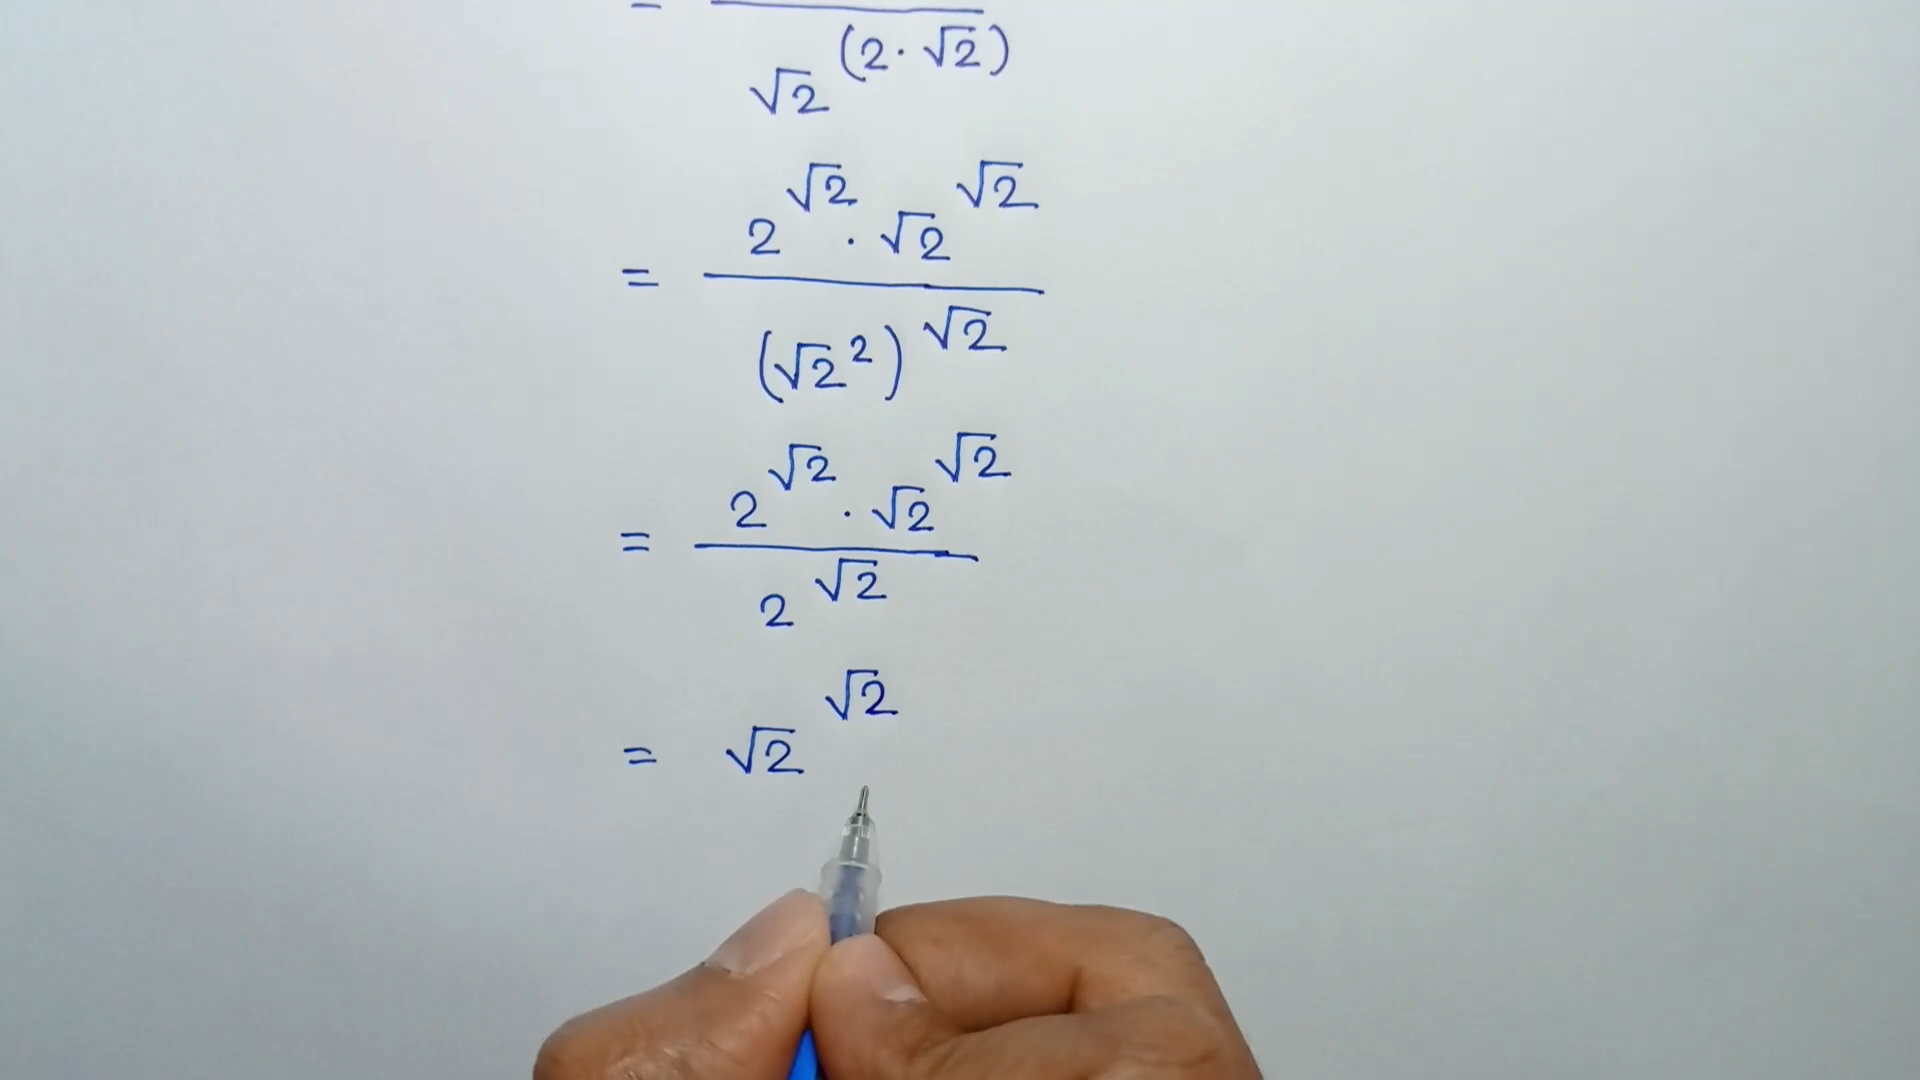 = ──────
√2^(2·√2)
= (2^√2 · √2^√2) / (√2²)^√2
= (2^√2 · √2^√2) / 2^√2
= √2^√2